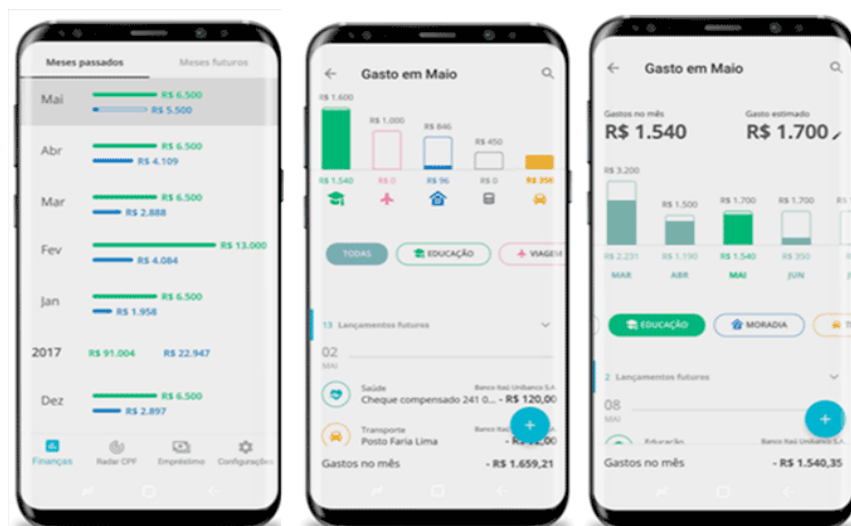 Meses passados
Meses futuros
Mai
R$ 6.500
R$ 5.500
Abr
R$ 6.500
R$ 4.109
Mar
R$ 6.500
R$ 2.888
Fev
R$ 13.000
R$ 4.084
Jan
R$ 6.500
R$ 1.958
2017
R$ 91.004
R$ 22.947
Dez
R$ 6.500
R$ 2.897
Finanças
Radar CPF
Empréstimo
Configurações
Gasto em Maio
R$ 1.600
R$ 1.000
R$ 846
R$ 450
R$ 1.540
R$ 0
R$ 96
R$ 0
R$ 359
TODAS
EDUCAÇÃO
VIAGEM
13 Lançamentos futuros
02
MAI
Saúde
Banco Itaú Unibanco S.A.
Cheque compensado 241 0... - R$ 120,00
Transporte
Banco
Posto Faria Lima
Gastos no mês
- R$ 1.659,21
Gasto em Maio
Gastos no mês
Gasto estimado
R$ 1.540
R$ 1.700
R$ 3.200
R$ 1.500
R$ 1.700
R$ 1.700
R$ 2.231
R$ 1.190
R$ 1.540
R$ 350
MAR
ABR
MAI
JUN
EDUCAÇÃO
MORADIA
2 Lançamentos futuros
08
MAI
Educação
Banco Itaú Unibanco S.A.
Gastos no mês
- R$ 1.540,35